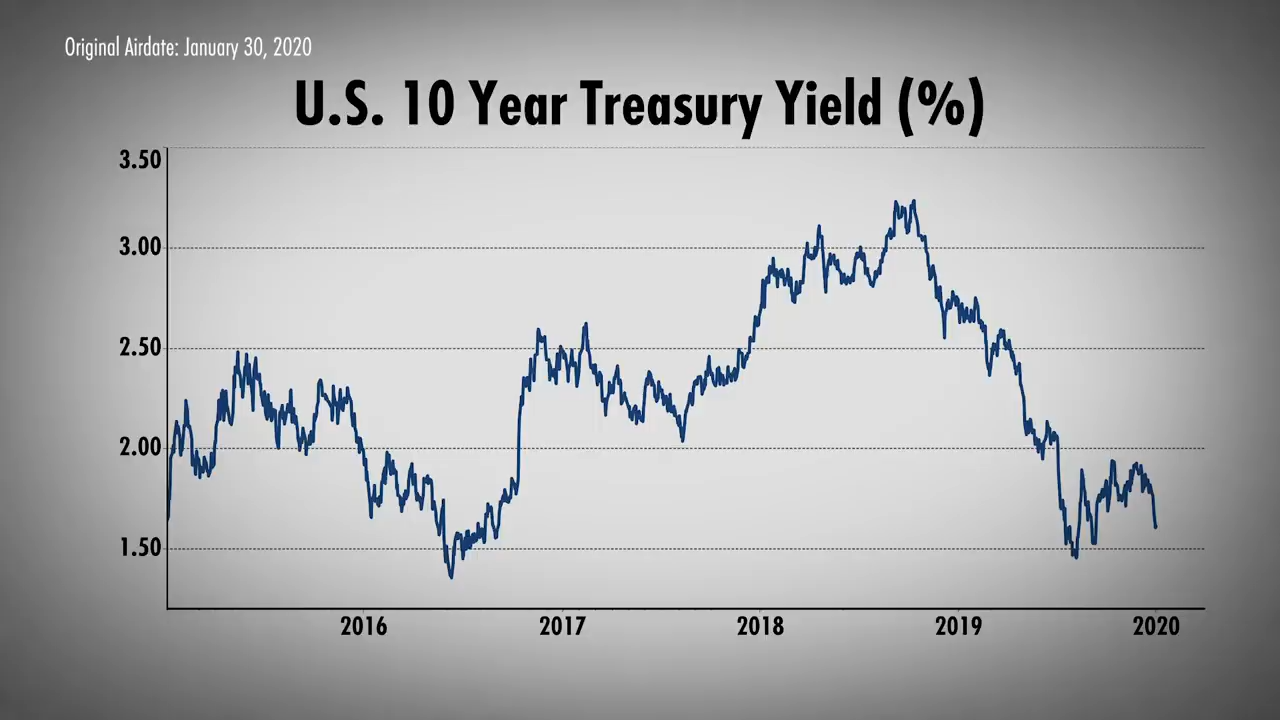 Original Airdate: January 30, 2020
U.S. 10 Year Treasury Yield (%)
3.50
3.00
2.50
2.00
1.50
2016 2017 2018 2019 2020